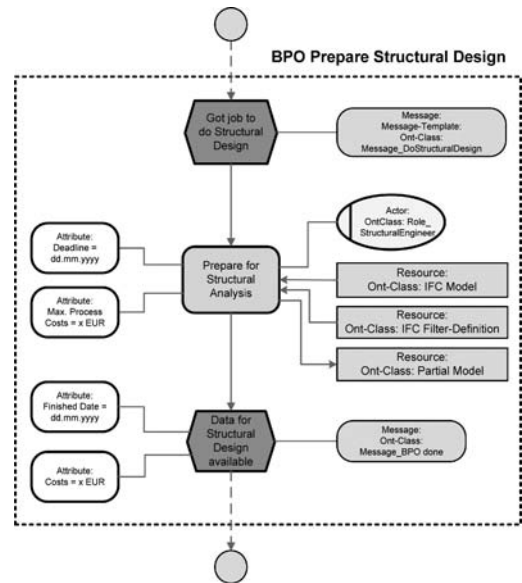 BPO Prepare Structural Design
Got job to
do Structural
Design
Message:
Message-Template:
Ont-Class:
Message_DoStructuralDesign
Attribute:
Deadline =
dd.mm.yyyy
Actor:
OntClass: Role_
StructuralEngineer
Prepare for
Structural
Analysis
Attribute:
Max. Process
Costs = x EUR
Resource:
Ont-Class: IFC Model
Resource:
Ont-Class: IFC Filter-Definition
Resource:
Ont-Class: Partial Model
Attribute:
Finished Date =
dd.mm.yyyy
Data for
Structural
Design
available
Message:
Ont-Class:
Message_BPO done
Attribute:
Costs = x EUR